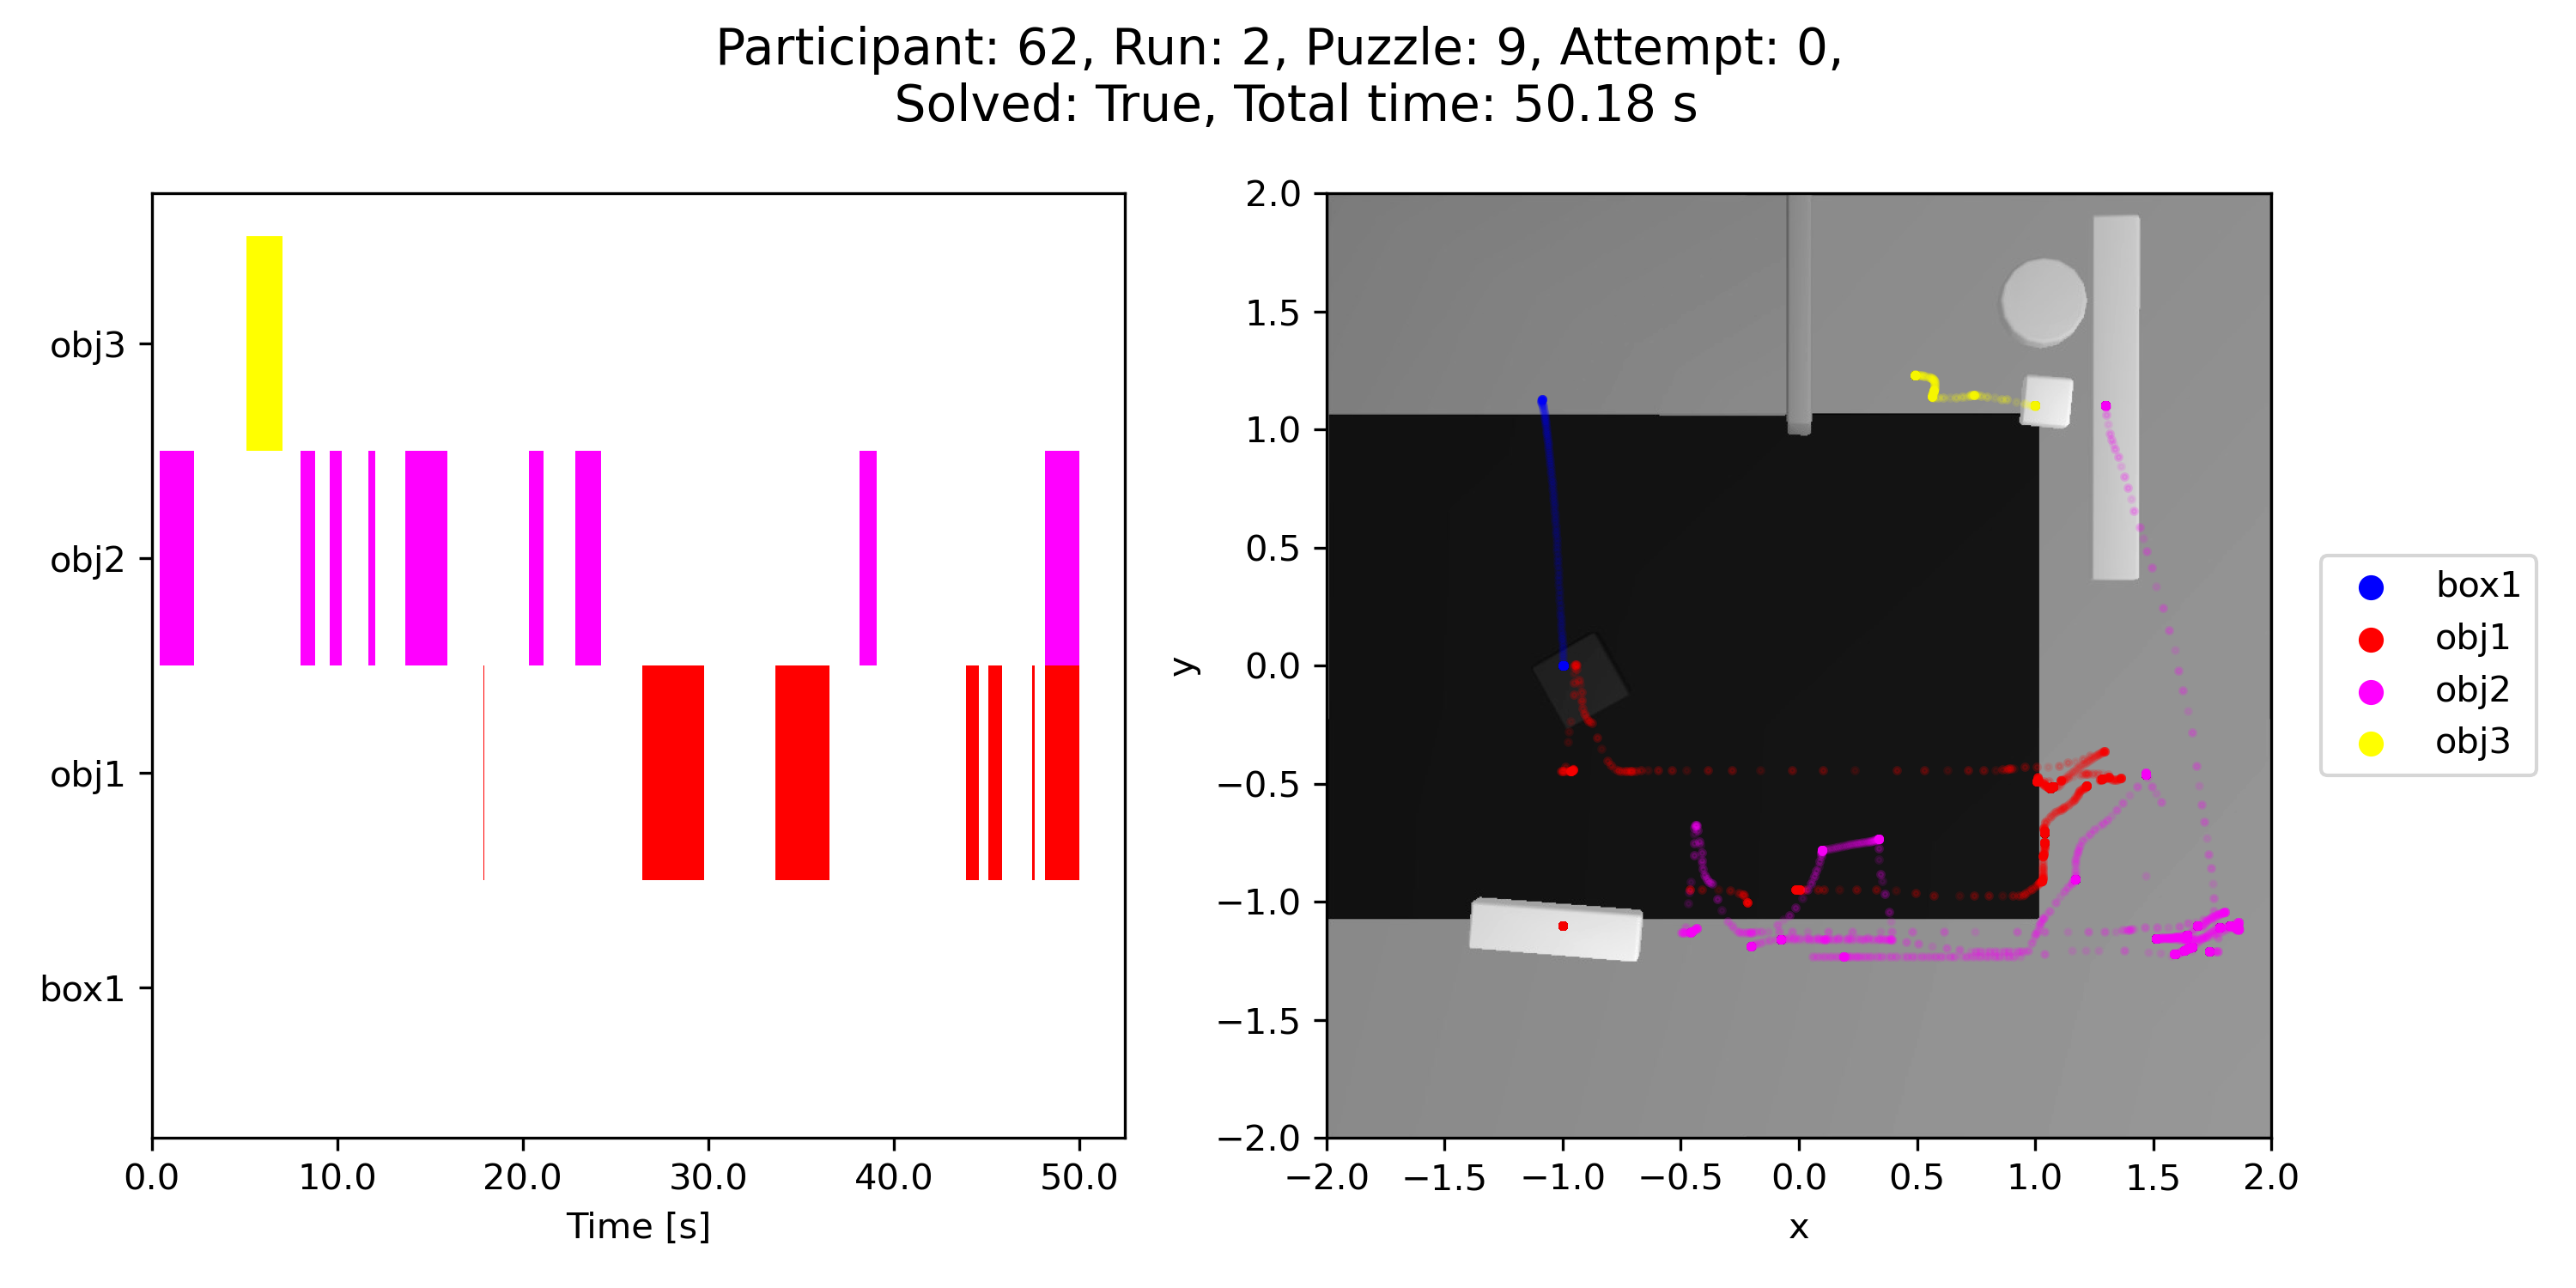 Participant: 62, Run: 2, Puzzle: 9, Attempt: 0,
Solved: True, Total time: 50.18 s
obj3
obj2
obj1
box1
0.0 10.0 20.0 30.0 40.0 50.0
Time [s]
2.0
1.5
1.0
0.5
0.0
−0.5
−1.0
−1.5
−2.0
y
−2.0 −1.5 −1.0 −0.5 0.0 0.5 1.0 1.5 2.0
x
box1
obj1
obj2
obj3